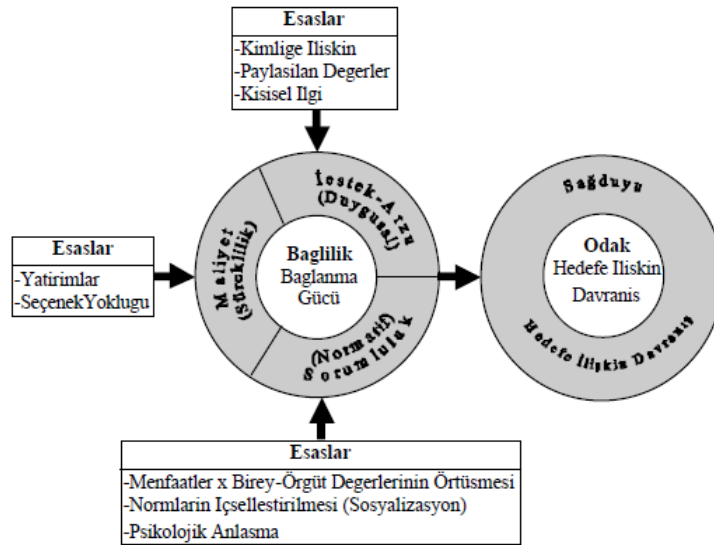 Esaslar
-Kimlige Iliskin
-Paylasilan Degerler
-Kisisel Ilgi
İestek-Arzu
(Duygusal)
Maliyet
(Süreklilik)
(Normatif)
Sorumluluk
Baglilik
Baglanma
Gücü
Esaslar
-Yatirimlar
-SeçenekYoklugu
Sağduyu
Odak
Hedefe Iliskin
Davranis
Hedefe İlişkin Davranış
Esaslar
-Menfaatler x Birey-Örgüt Degerlerinin Örtüsmesi
-Normlarin Içsellestirilmesi (Sosyalizasyon)
-Psikolojik Anlasma